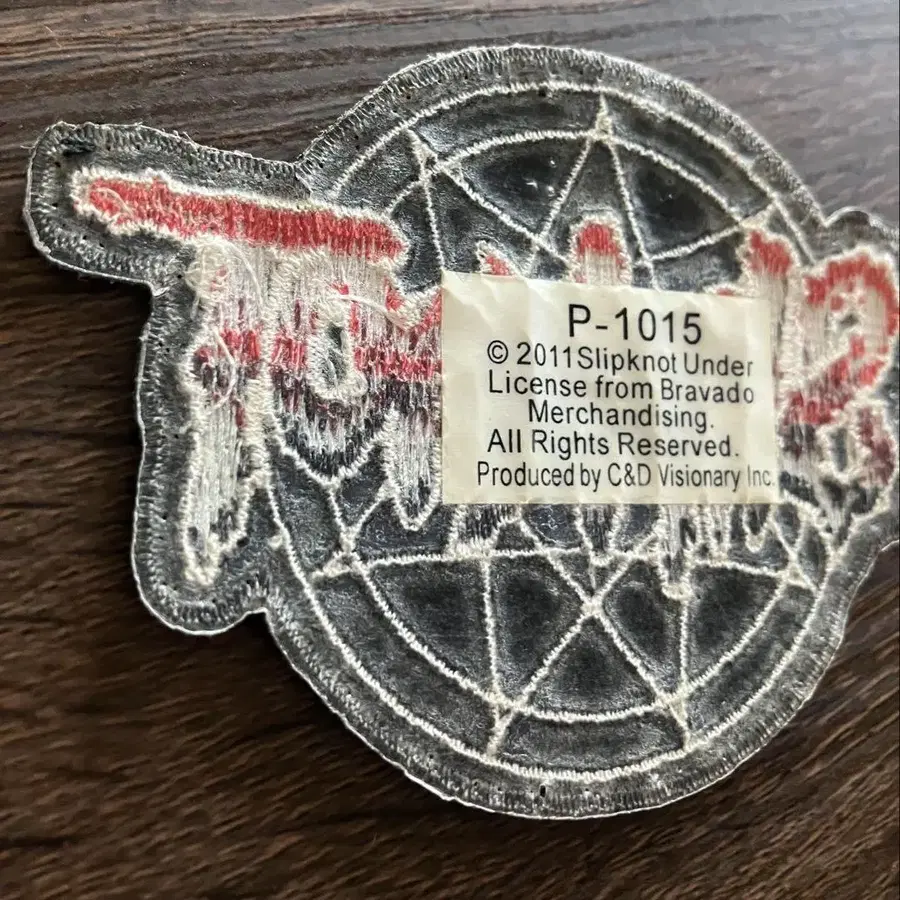 P-1015
© 2011Slipknot Under
License from Bravado
Merchandising.
All Rights Reserved.
Produced by C&D Visionary Inc.